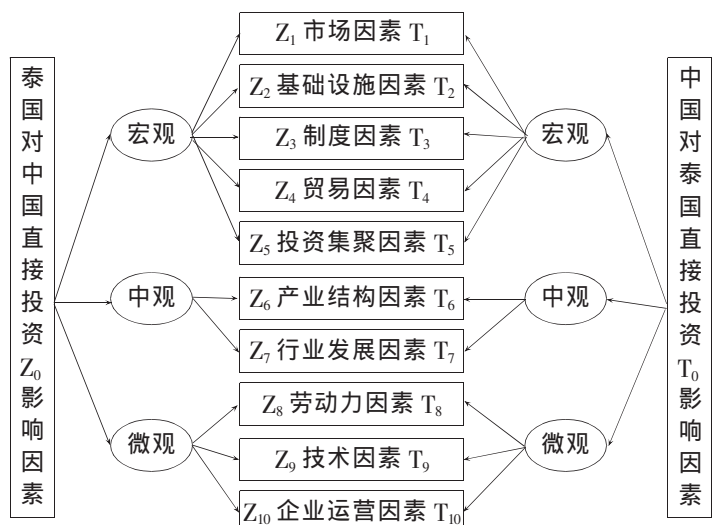 泰国对中国直接投资Z₀影响因素
宏观
中观
微观
Z₁ 市场因素 T₁
Z₂ 基础设施因素 T₂
Z₃ 制度因素 T₃
Z₄ 贸易因素 T₄
Z₅ 投资集聚因素 T₅
Z₆ 产业结构因素 T₆
Z₇ 行业发展因素 T₇
Z₈ 劳动力因素 T₈
Z₉ 技术因素 T₉
Z₁₀ 企业运营因素 T₁₀
宏观
中观
微观
中国对泰国直接投资T₀影响因素